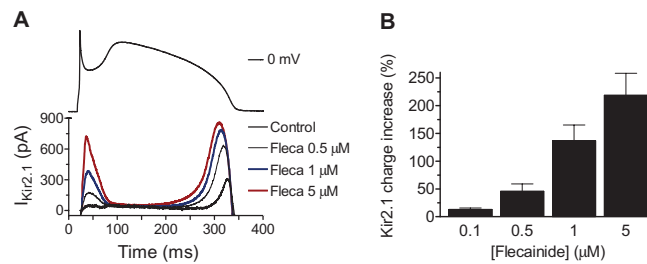 A
0 mV
I Kir2.1 (pA)
900
600
300
0
Control
Fleca 0.5 µM
Fleca 1 µM
Fleca 5 µM
0 100 200 300 400
Time (ms)
B
Kir2.1 charge increase (%)
250
200
150
100
50
0
0.1 0.5 1 5
[Flecainide] (µM)